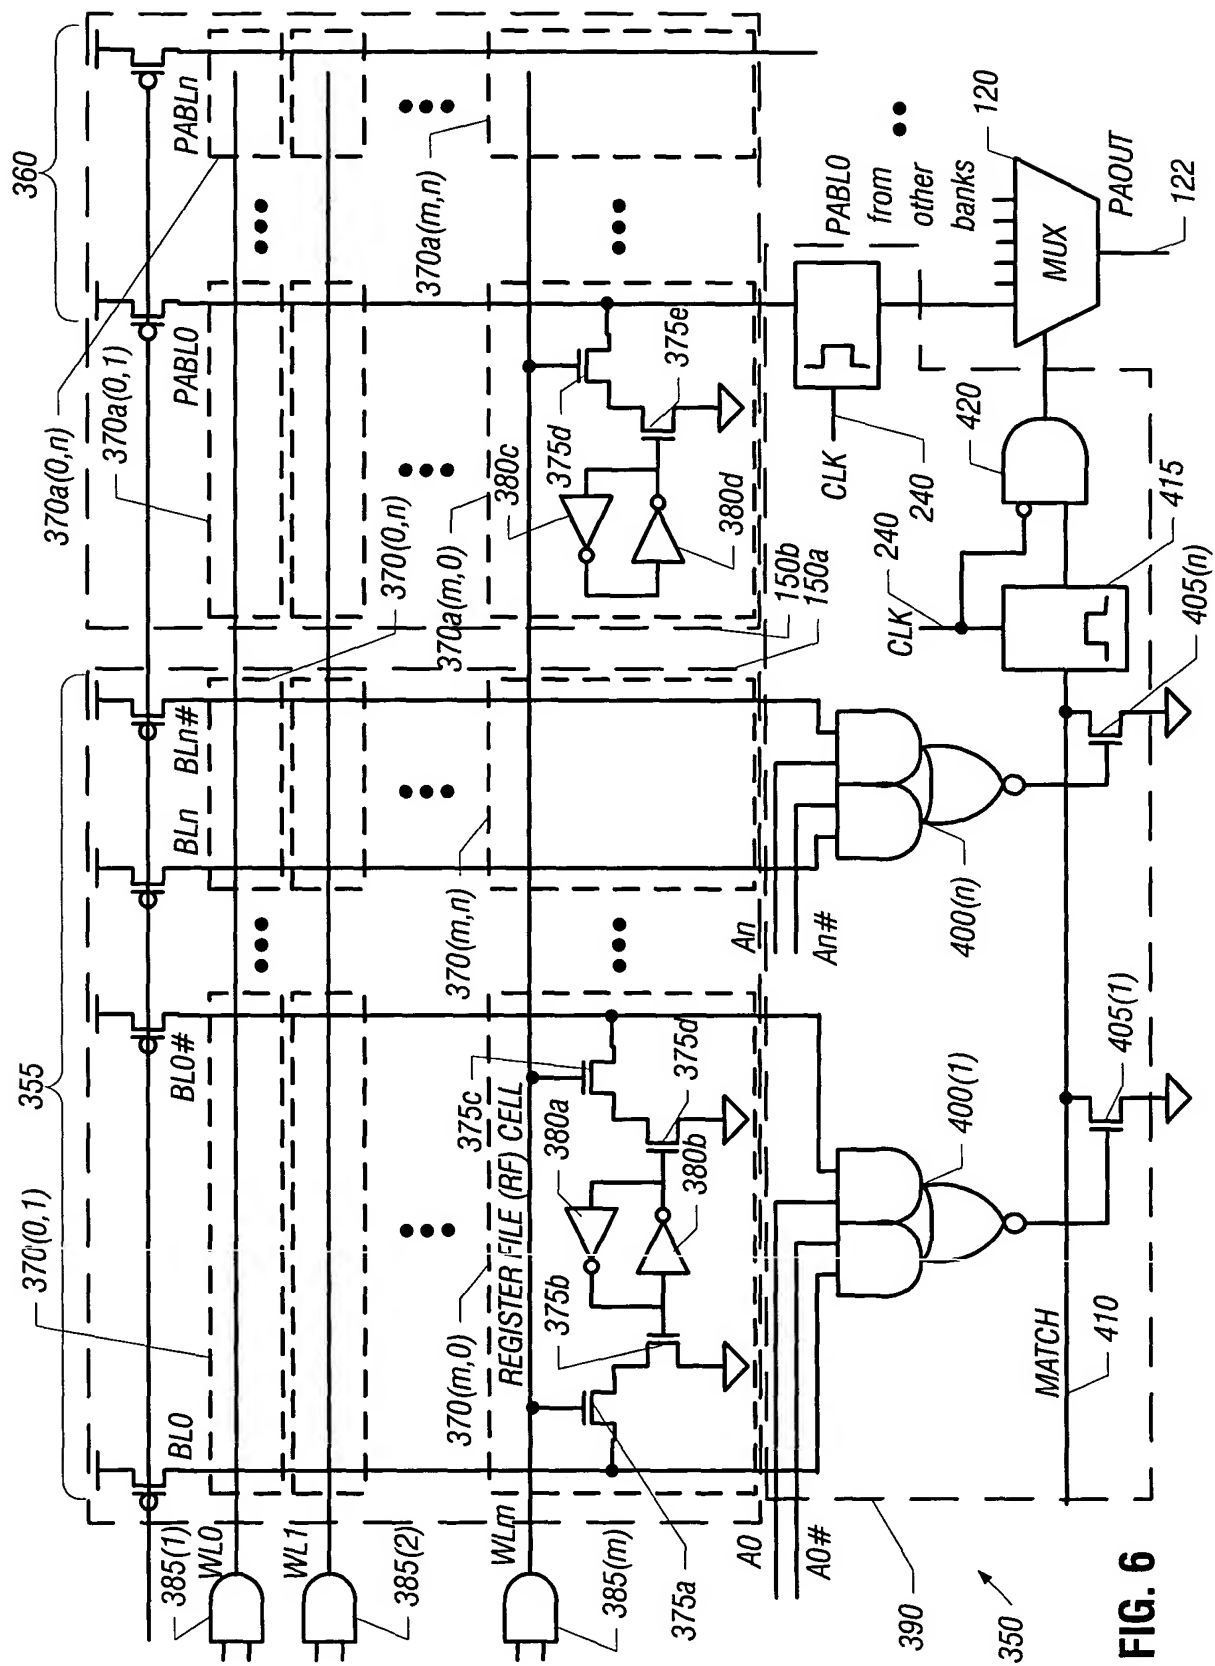 360
355
370a(0,n)
370a(0,1)
370(0,1)
PABLn
PABL0
BLn#
BLn
BL0#
BL0
385(1)
WL0
WL1
385(2)
370a(m,n)
370(0,n)
370a(m,0)
370(m,n)
370(m,0)
WLm
REGISTER FILE (RF) CELL
385(m)
375a
375b
375c
375d
380a
380b
380c
380d
375d
375e
150b
150a
A0
A0#
An
An#
400(1)
400(n)
405(1)
405(n)
MATCH
410
CLK
240
CLK
240
415
420
PABL0
from
other
banks
MUX
120
PAOUT
122
390
350
FIG. 6